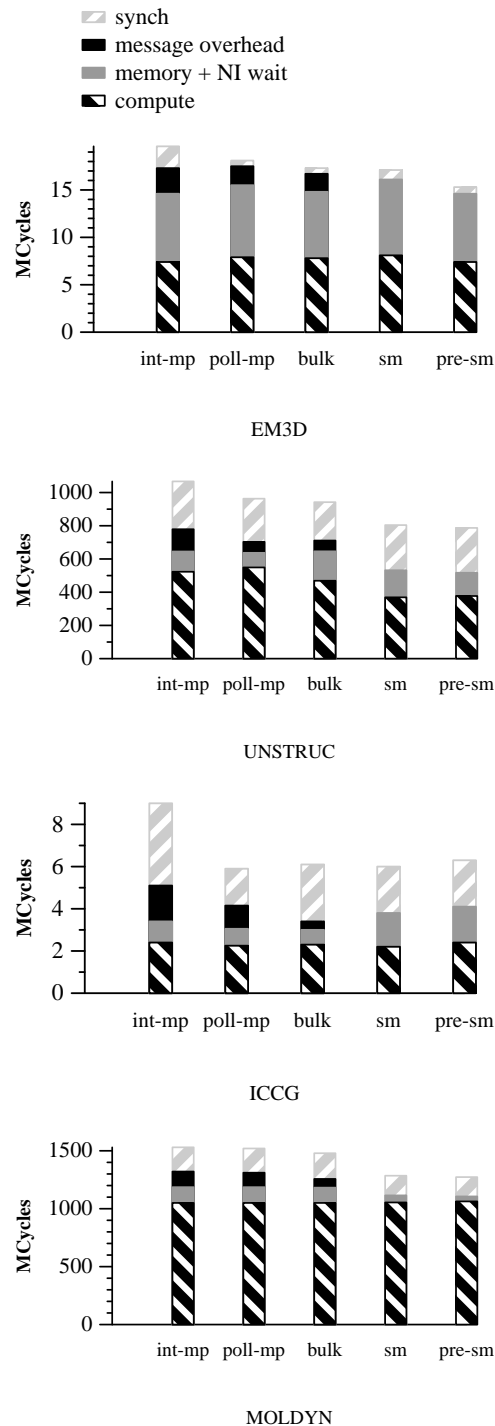 synch
message overhead
memory + NI wait
compute
MCycles
15
10
5
0
int-mp poll-mp bulk sm pre-sm
EM3D
MCycles
1000
800
600
400
200
0
int-mp poll-mp bulk sm pre-sm
UNSTRUC
MCycles
8
6
4
2
0
int-mp poll-mp bulk sm pre-sm
ICCG
MCycles
1500
1000
500
0
int-mp poll-mp bulk sm pre-sm
MOLDYN